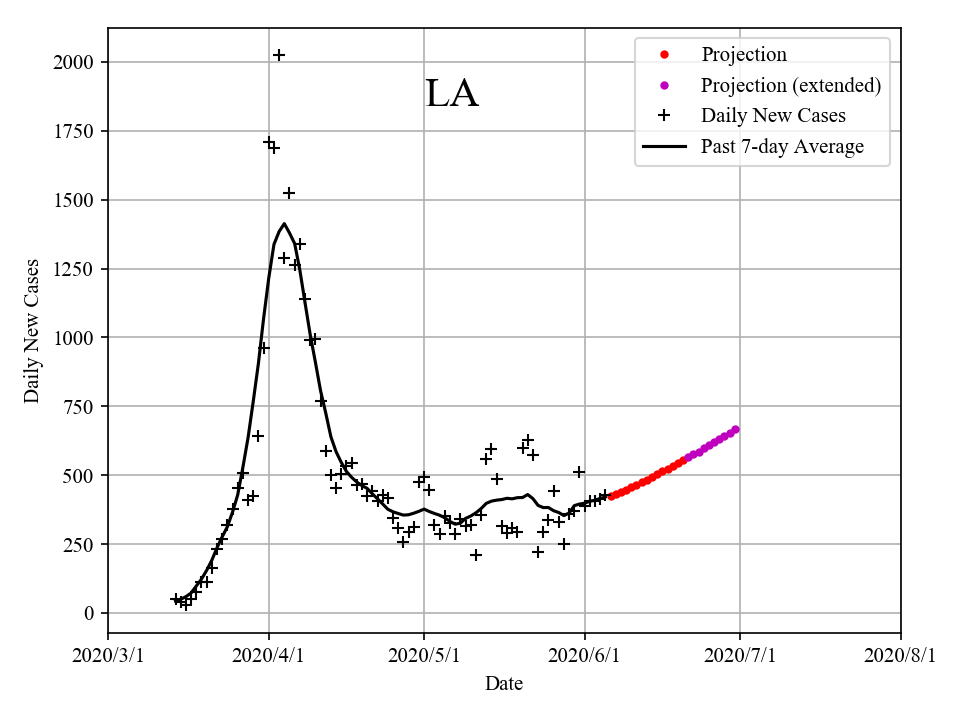 LA
Projection
Projection (extended)
Daily New Cases
Past 7-day Average
2000
1750
1500
1250
1000
750
500
250
0
Daily New Cases
2020/3/1 2020/4/1 2020/5/1 2020/6/1 2020/7/1 2020/8/1
Date